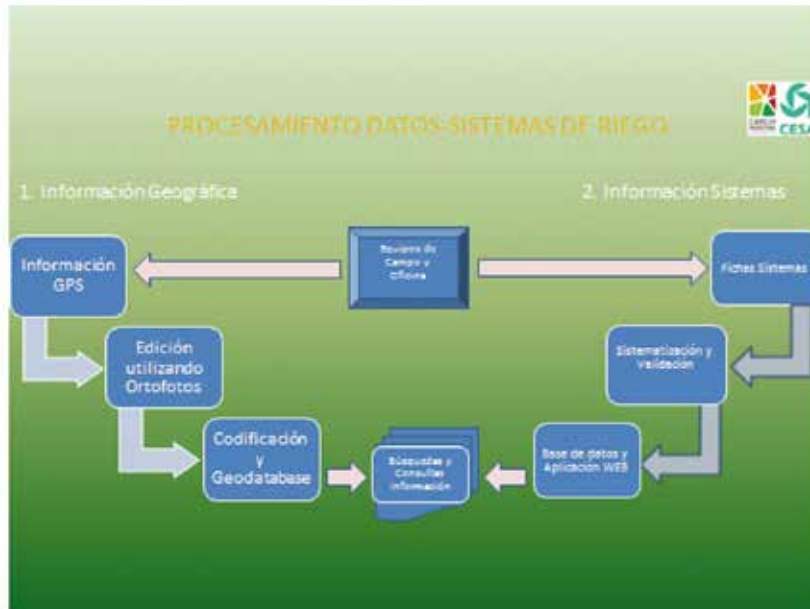 PROCESAMIENTO DATOS-SISTEMAS DE RIEGO
CESA
1. Información Geográfica
2. Información Sistemas
Equipos de
Campo y
Oficina
Información
GPS
Fichas Sistemas
Edición
utilizando
Ortofotos
Sistematización y
Validación
Codificación
y
Geodatabase
Búsquedas y
Consultas
Información
Base de datos y
Aplicación WEB